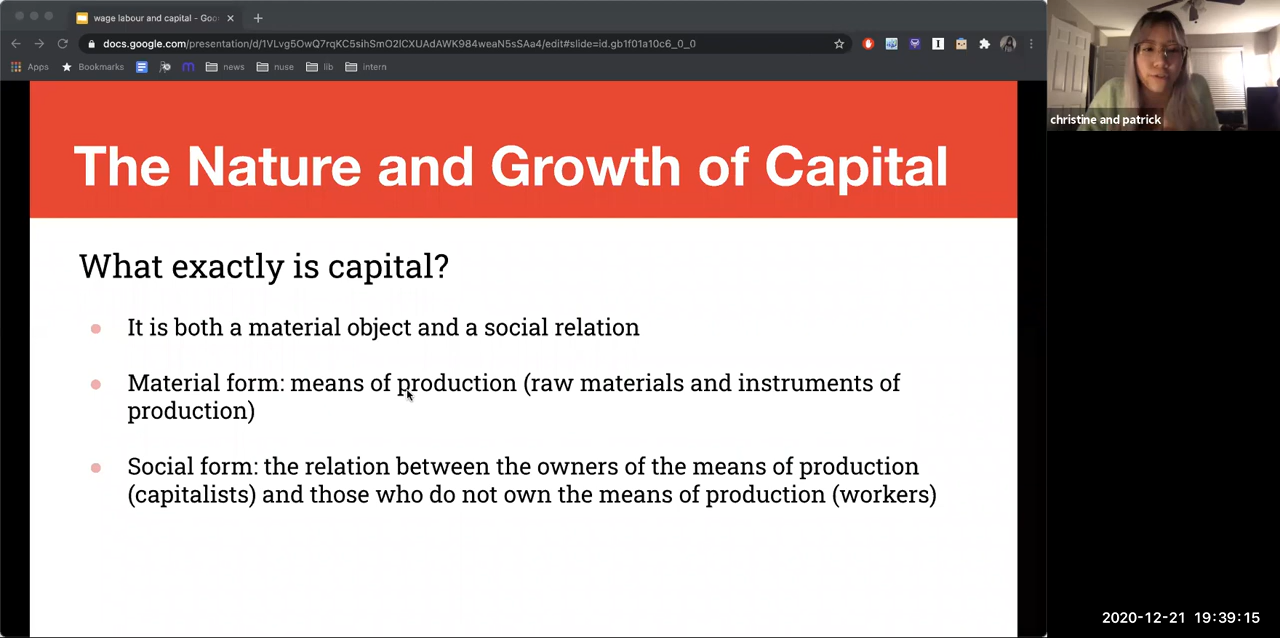 wage labour and capital - Goo
docs.google.com/presentation/d/1VLvg5OwQ7rqKC5sihSmO2ICXUAdAWK984weaN5sSAa4/edit#slide=id.gb1f01a10c6_0_0
Apps Bookmarks news nuse lib intern
The Nature and Growth of Capital
What exactly is capital?
It is both a material object and a social relation
Material form: means of production (raw materials and instruments of
production)
Social form: the relation between the owners of the means of production
(capitalists) and those who do not own the means of production (workers)
christine and patrick
2020-12-21 19:39:15